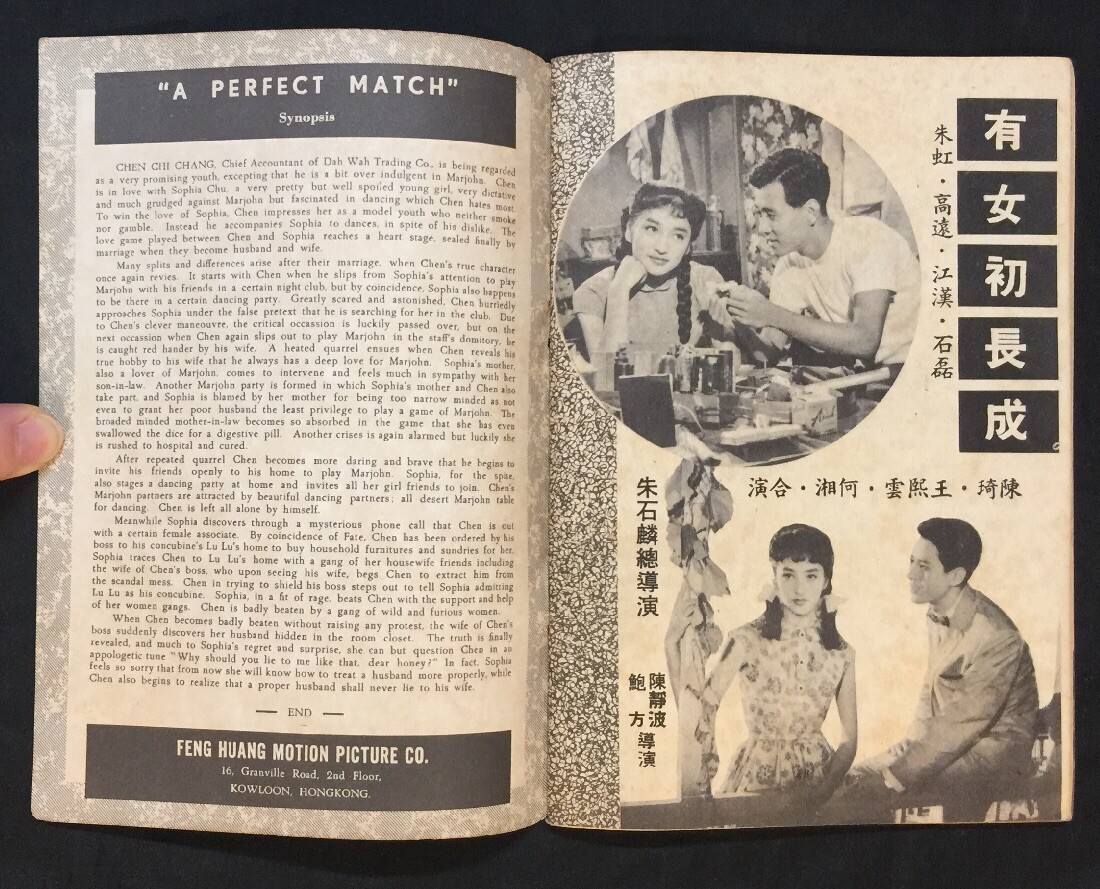 "A PERFECT MATCH"
Synopsis
CHEN CHI CHANG, Chief Accountant of Dah Wah Trading Co., is being regarded
as a very promising youth, excepting that he is a bit over indulgent in Marjohn. Chen
is in love with Sophia Chu, a very pretty but well spoiled young girl, very dictative
and much grudged against Marjohn but fascinated in dancing which Chen hates most.
To win the love of Sophia, Chen impresses her as a model youth who neither smoke
nor gamble. Instead he accompanies Sophia to dances, in spite of his dislike. The
love game played between Chen and Sophia reaches a heart stage, sealed finally by
marriage when they become husband and wife.
Many splits and differences arise after their marriage, when Chen's true character
once again revies. It starts with Chen when he slips from Sophia's attention to play
Marjohn with his friends in a certain night club, but by coincidence, Sophia also happens
to be there in a certain dancing party. Greatly scared and astonished, Chen hurriedly
approaches Sophia under the false pretext that he is searching for her in the club. Due
to Chen's clever maneouvre, the critical occassion is luckily passed over, but on the
next occassion when Chen again slips out to play Marjohn in the staff's domitory, he
is caught red hander by his wife. A heated quarrel ensues when Chen reveals his
true hobby to his wife that he always has a deep love for Marjohn. Sophia's mother,
also a lover of Marjohn, comes to intervene and feels much in sympathy with her
son-in-law. Another Marjohn party is formed in which Sophia's mother and Chen also
take part, and Sophia is blamed by her mother for being too narrow minded as not
even to grant her poor husband the least privilege to play a game of Marjohn. The
broaded minded mother-in-law becomes so absorbed in the game that she has even
swallowed the dice for a digestive pill. Another crises is again alarmed but luckily she
is rushed to hospital and cured.
After repeated quarrel Chen becomes more daring and brave that he begins to
invite his friends openly to his home to play Marjohn. Sophia, for the spite,
also stages a dancing party at home and invites all her girl friends to join. Chen's
Marjohn partners are attracted by beautiful dancing partners; all desert Marjohn table
for dancing. Chen is left all alone by himself.
Meanwhile Sophia discovers through a mysterious phone call that Chen is out
with a certain female associate. By coincidence of Fate, Chen has been ordered by his
boss to his concubine's Lu Lu's home to buy household furnitures and sundries for her.
Sophia traces Chen to Lu Lu's home with a gang of her housewife friends including
the wife of Chen's boss, who upon seeing his wife, begs Chen to extract him from
the scandal mess. Chen in trying to shield his boss steps out to tell Sophia admitting
Lu Lu as his concubine. Sophia, in a fit of rage, beats Chen with the support and help
of her women gangs. Chen is badly beaten by a gang of wild and furious women.
When Chen becomes badly beaten without raising any protest, the wife of Chen's
boss suddenly discovers her husband hidden in the room closet. The truth is finally
revealed, and much to Sophia's regret and surprise, she can but question Chen in an
appologetic tune "Why should you lie to me like that, dear honey?" In fact, Sophia
feels so sorry that from now she will know how to treat a husband more properly, while
Chen also begins to realize that a proper husband shall never lie to his wife.
— END —
FENG HUANG MOTION PICTURE CO.
16, Granville Road, 2nd Floor,
KOWLOON, HONGKONG.
有女初長成
朱虹·高遠·江漢·石磊
陳琦·王熙雲·何湘·合演
朱石麟總導演
陳靜波
鮑方導演